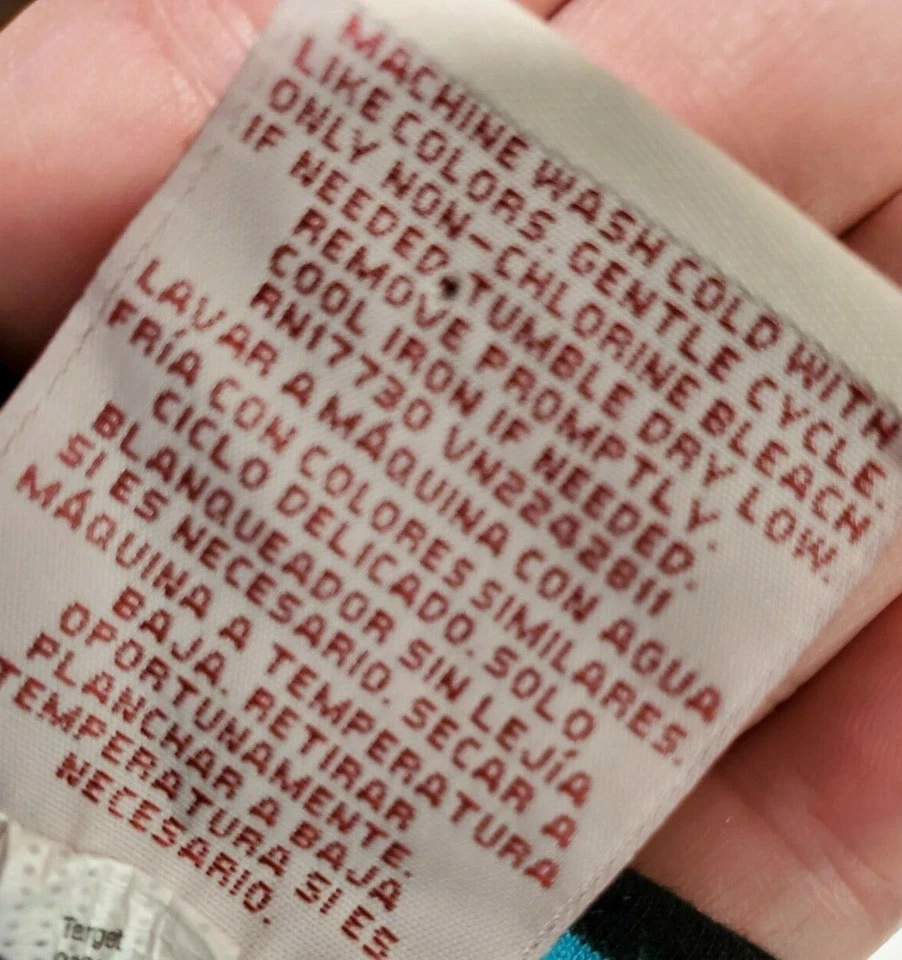 MACHINE WASH COLD WITH
LIKE COLORS. GENTLE CYCLE.
ONLY NON-CHLORINE BLEACH
IF NEEDED. TUMBLE DRY LOW.
REMOVE PROMPTLY.
COOL IRON IF NEEDED.
RN17730 VN2242811
LAVAR A MÁQUINA CON AGUA
FRÍA CON COLORES SIMILARES.
CICLO DELICADO. SOLO
BLANQUEADOR SIN LEJÍA
SI ES NECESARIO. SECAR A
MÁQUINA A TEMPERATURA
BAJA. RETIRAR
OPORTUNAMENTE.
PLANCHAR A BAJA
TEMPERATURA SI ES
NECESARIO.
Target